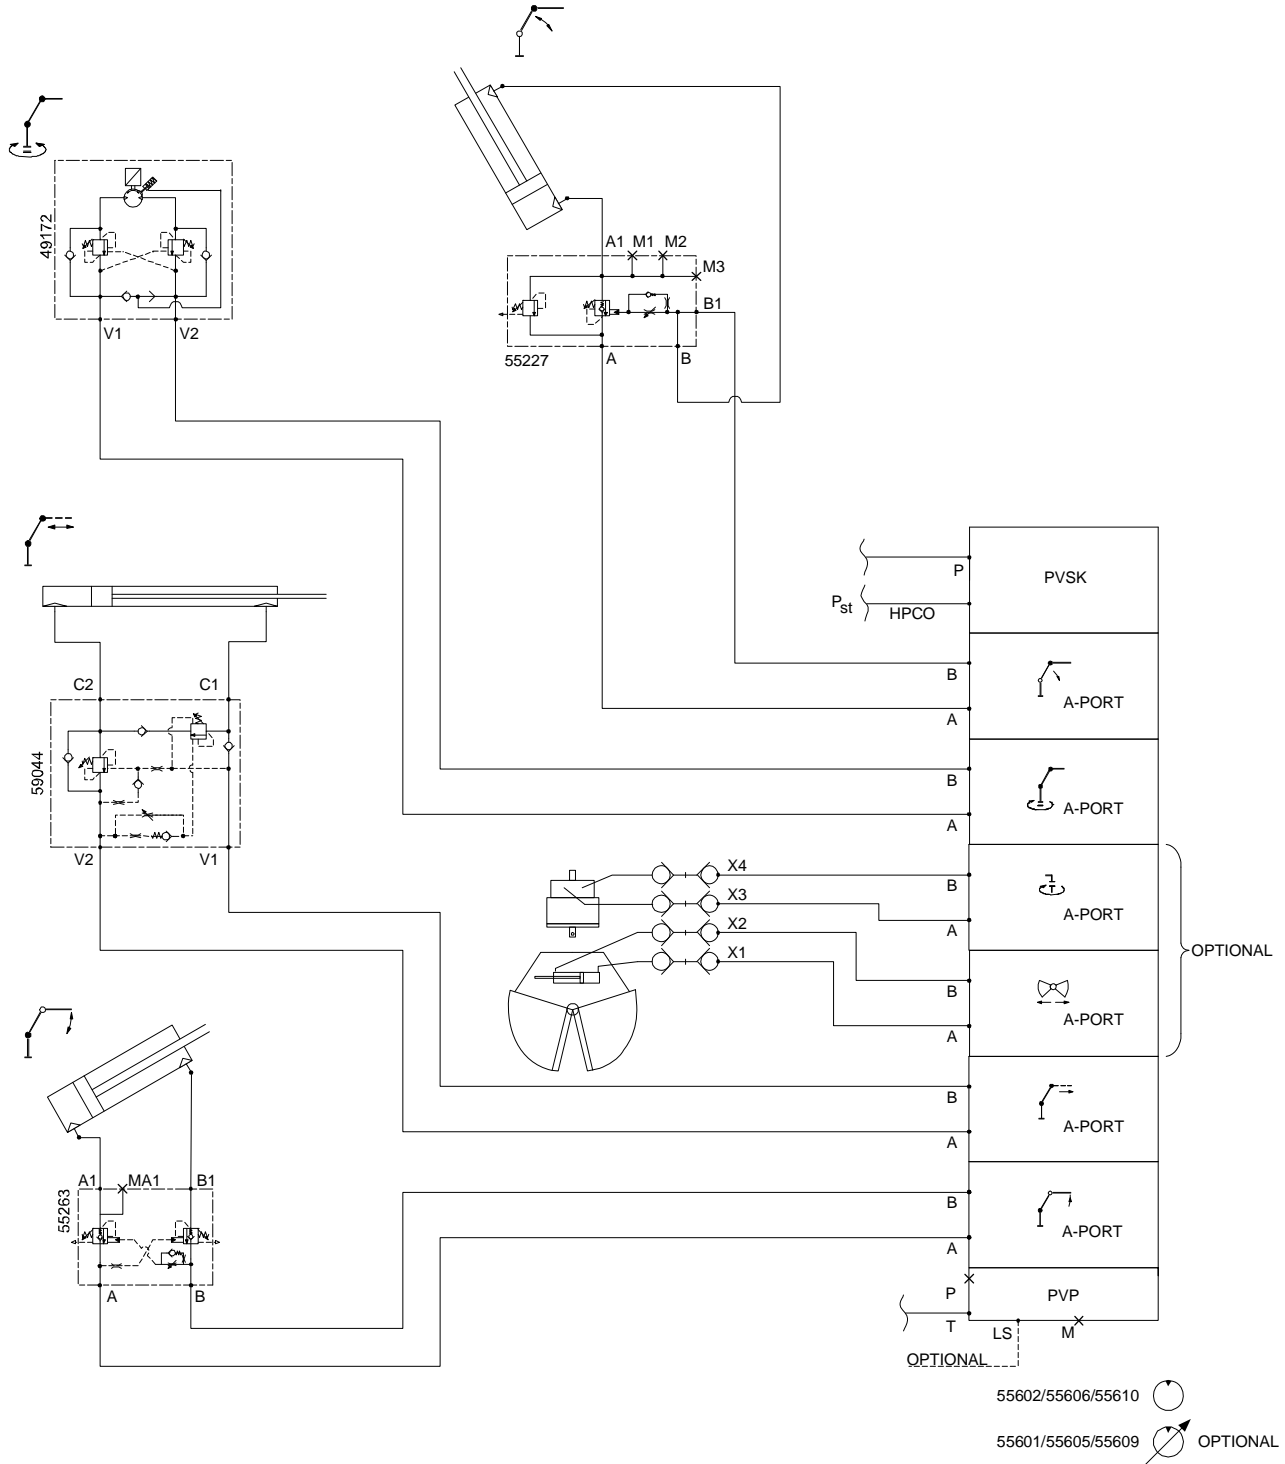 49172
V1
V2
A1
M1
M2
M3
B1
55227
A
B
P
PVSK
Pst
HPCO
B
A-PORT
A
C2
C1
59044
V2
V1
B
A-PORT
A
X4
X3
X2
X1
B
A-PORT
A
B
A-PORT
A
OPTIONAL
B
A-PORT
A
A1
MA1
B1
55263
A
B
B
A-PORT
A
P
PVP
T
LS
M
OPTIONAL
55602/55606/55610
55601/55605/55609
OPTIONAL